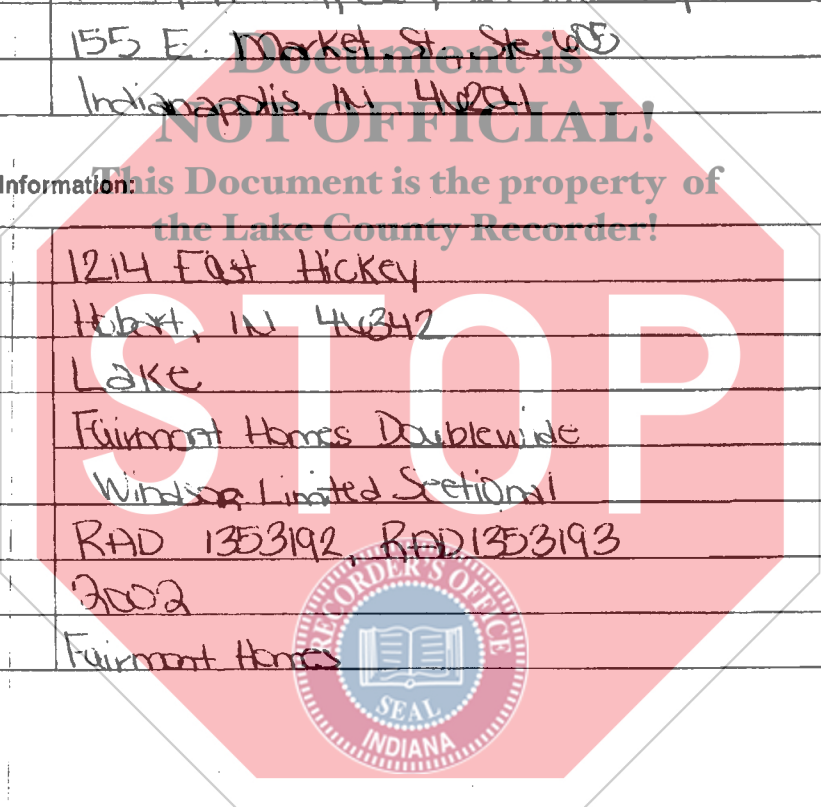 155 E. Market St., Ste 605
Document is
Indianapolis, IN 46204
NOT OFFICIAL!
Information:
This Document is the property of
the Lake County Recorder!
1214 East Hickey
Hobart, IN 46342
Lake
STOP
Fairmont Homes Doublewide
Windsor Limited Sectional
RAD 1353192, RAD1353193
2002
Fairmont Homes
RECORDER'S OFFICE
SEAL
INDIANA